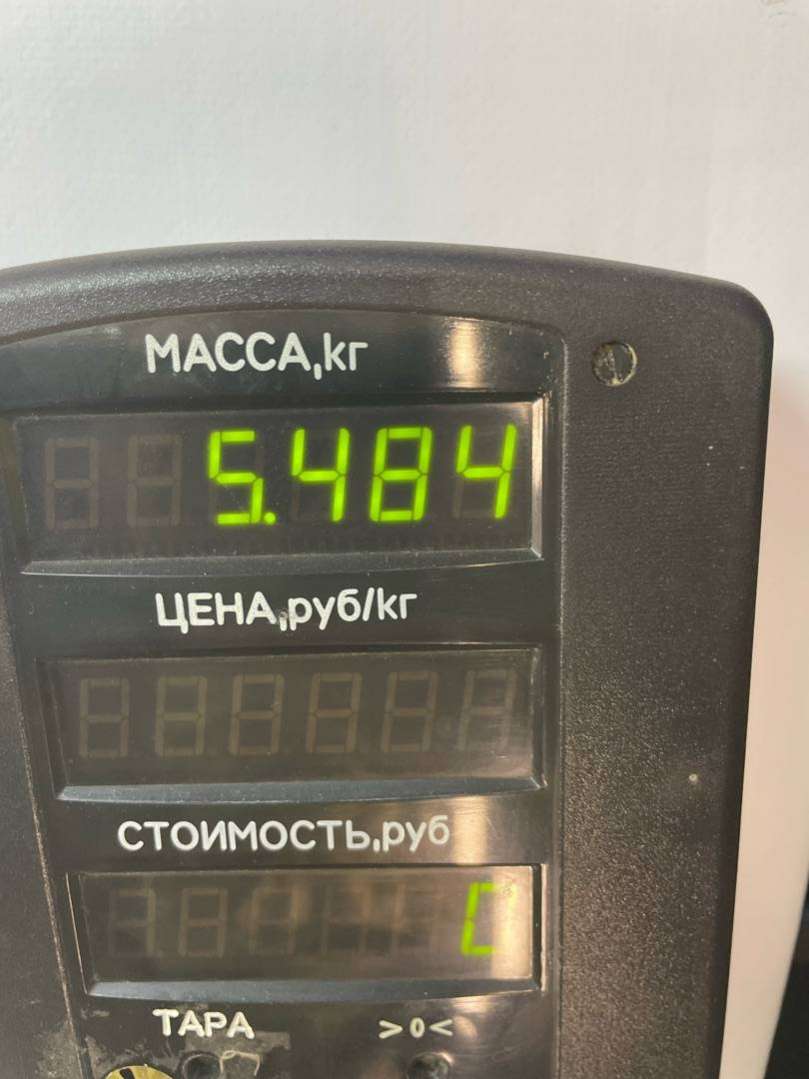 МАССА,кг
5.484
ЦЕНА,руб/кг
СТОИМОСТЬ,руб
ТАРА >0<